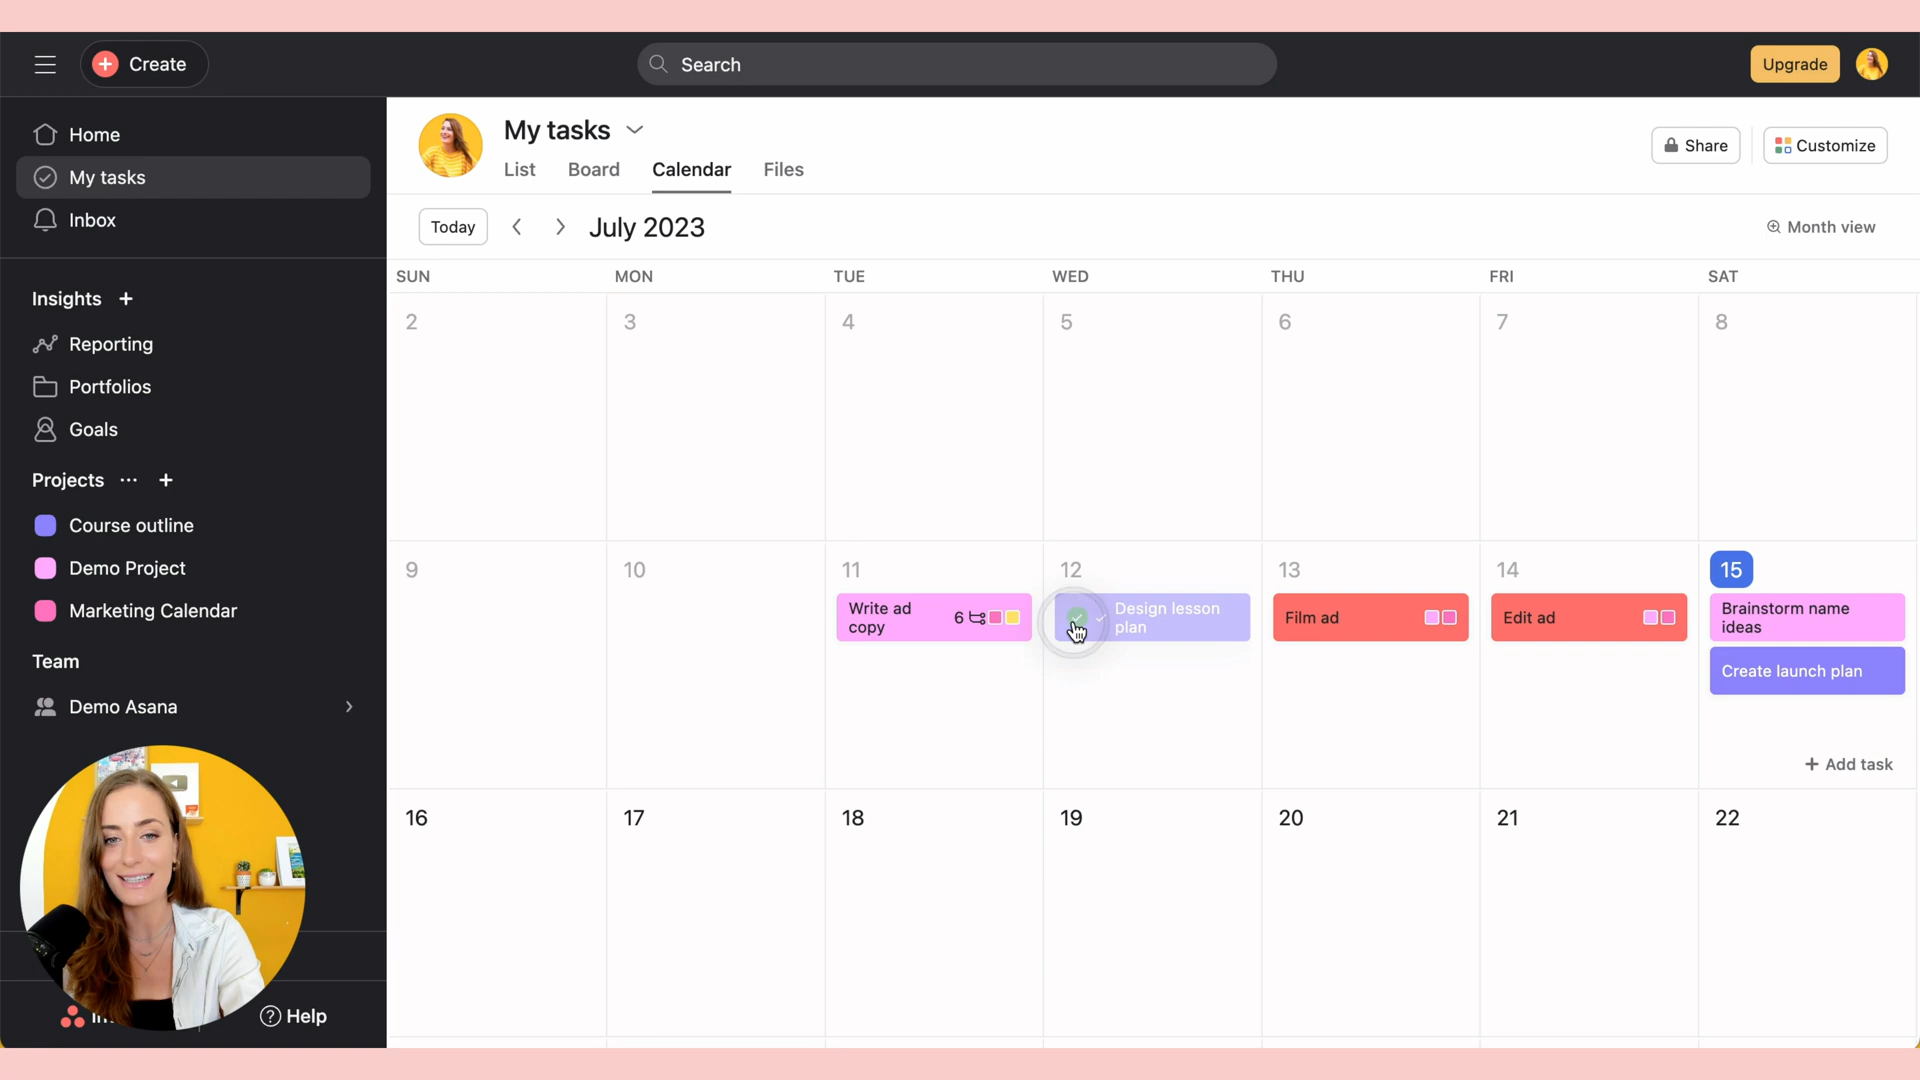 Create
Search
Upgrade
Home
My tasks
Inbox
Insights +
Reporting
Portfolios
Goals
Projects ... +
Course outline
Demo Project
Marketing Calendar
Team
Demo Asana
Help
My tasks
List Board Calendar Files
Share
Customize
Today
July 2023
Month view
SUN MON TUE WED THU FRI SAT
2 3 4 5 6 7 8
9 10 11 12 13 14 15
Write ad
copy
6
Design lesson
plan
Film ad
Edit ad
Brainstorm name
ideas
Create launch plan
+ Add task
16 17 18 19 20 21 22